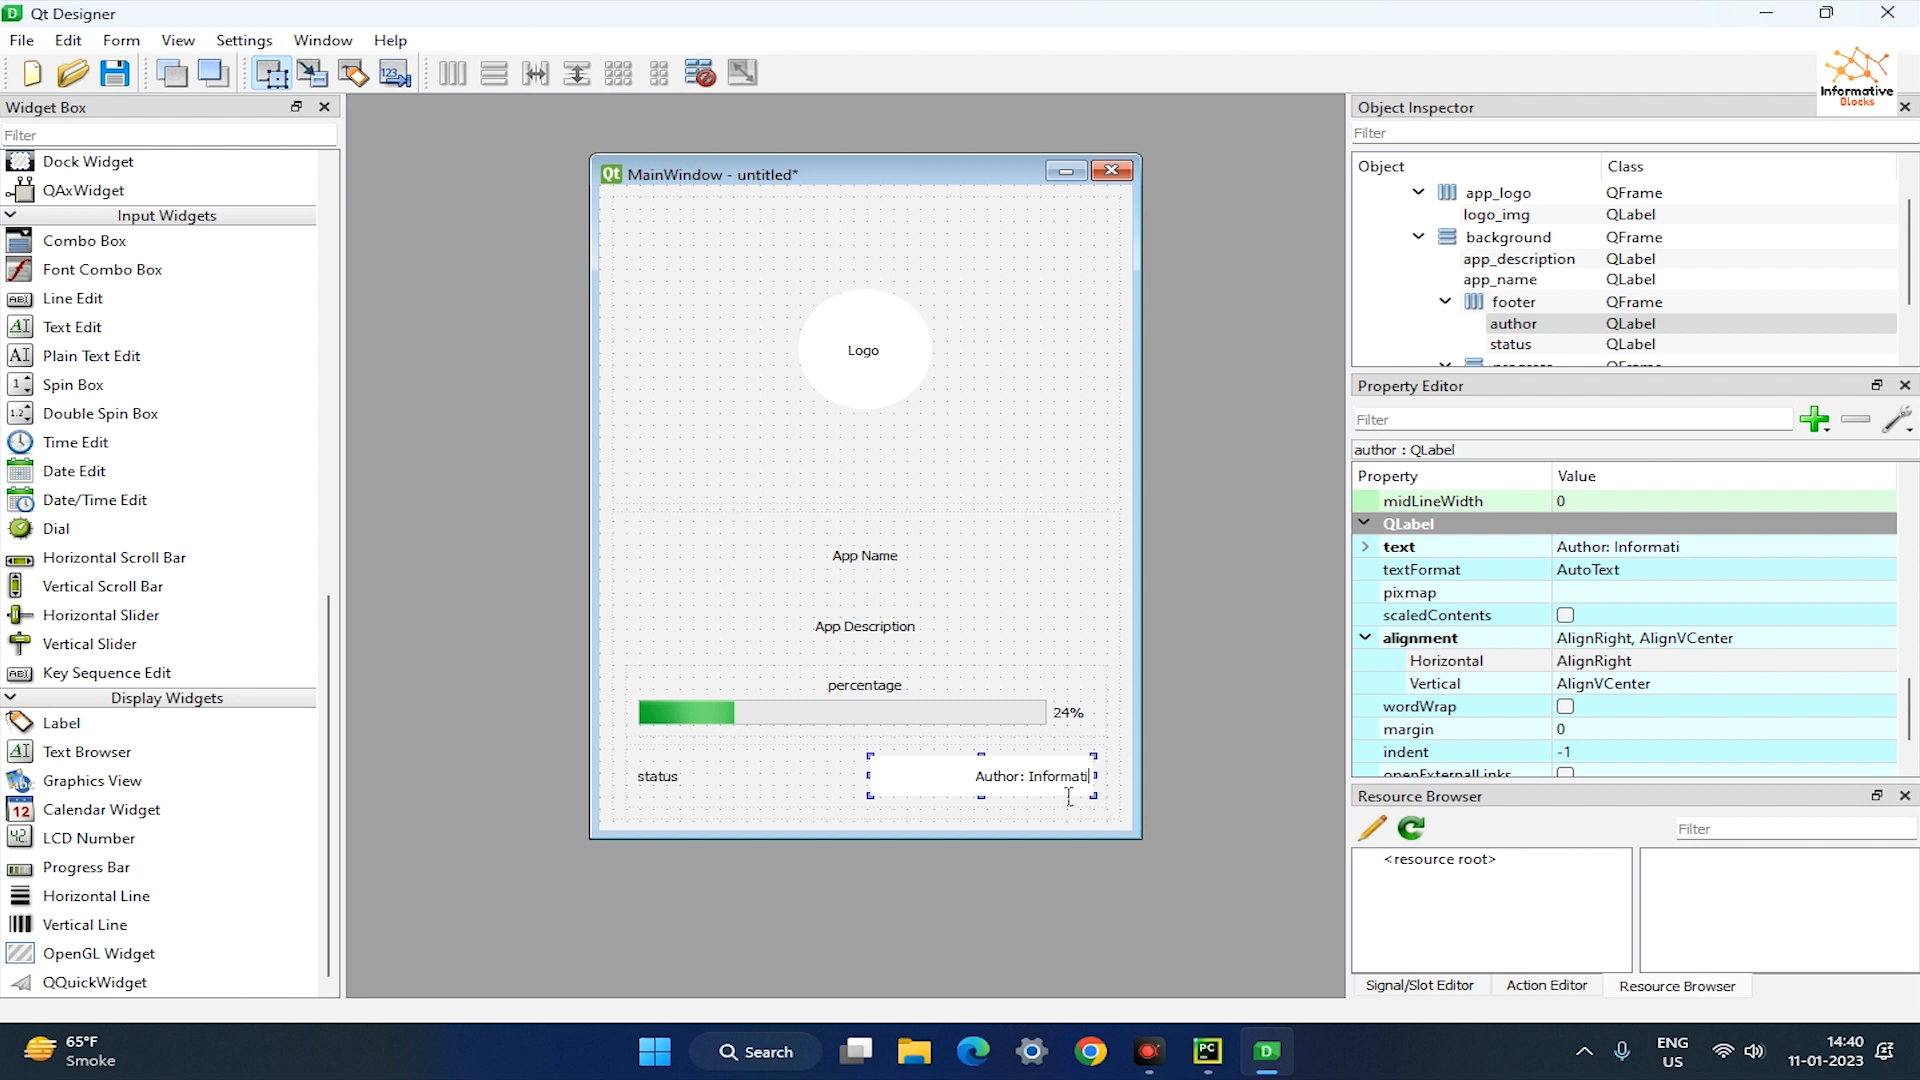 Qt Designer
File Edit Form View Settings Window Help
Informative
Blocks
Widget Box
Filter
Dock Widget
QAxWidget
Input Widgets
Combo Box
Font Combo Box
Line Edit
Text Edit
Plain Text Edit
Spin Box
Double Spin Box
Time Edit
Date Edit
Date/Time Edit
Dial
Horizontal Scroll Bar
Vertical Scroll Bar
Horizontal Slider
Vertical Slider
Key Sequence Edit
Display Widgets
Label
Text Browser
Graphics View
Calendar Widget
LCD Number
Progress Bar
Horizontal Line
Vertical Line
OpenGL Widget
QQuickWidget
MainWindow - untitled*
Logo
App Name
App Description
percentage
24%
status Author: Informati
Object Inspector
Filter
Object Class
app_logo QFrame
logo_img QLabel
background QFrame
app_description QLabel
app_name QLabel
footer QFrame
author QLabel
status QLabel
Property Editor
Filter
author : QLabel
Property Value
midLineWidth 0
QLabel
text Author: Informati
textFormat AutoText
pixmap
scaledContents
alignment AlignRight, AlignVCenter
Horizontal AlignRight
Vertical AlignVCenter
wordWrap
margin 0
indent -1
openExternalLinks
Resource Browser
Filter
<resource root>
Signal/Slot Editor Action Editor Resource Browser
65°F
Smoke
Search
ENG
US
14:40
11-01-2023